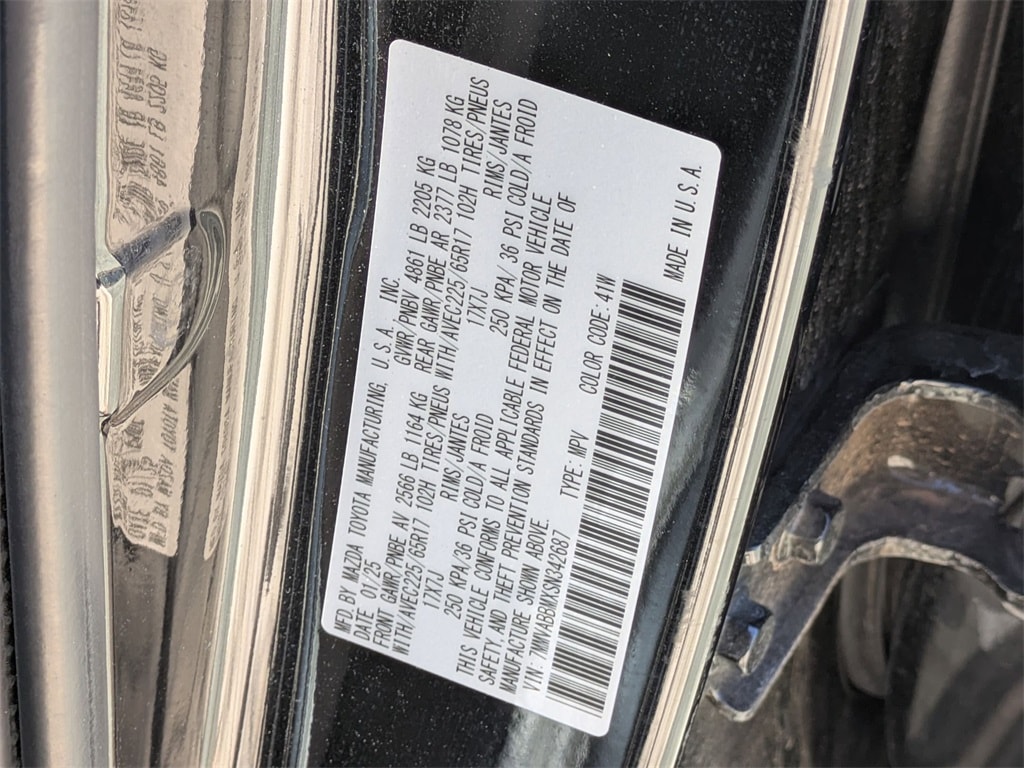 MFD. BY MAZDA TOYOTA MANUFACTURING, U.S.A., INC.
DATE 01/25 GVWR/PNBV 4861 LB 2205 KG
FRONT GAWR/PNBE AV 2566 LB 1164 KG REAR GAWR/PNBE AR 2377 LB 1078 KG
WITH/AVEC225/65R17 102H TIRES/PNEUS WITH/AVEC225/65R17 102H TIRES/PNEUS
17X7J RIMS/JANTES 17X7J RIMS/JANTES
250 KPA/36 PSI COLD/A FROID 250 KPA/ 36 PSI COLD/A FROID
THIS VEHICLE CONFORMS TO ALL APPLICABLE FEDERAL MOTOR VEHICLE
SAFETY AND THEFT PREVENTION STANDARDS IN EFFECT ON THE DATE OF
MANUFACTURE SHOWN ABOVE.
VIN: 7MMVABBMXSN342687 TYPE: MPV COLOR CODE: 41W
MADE IN U.S.A.